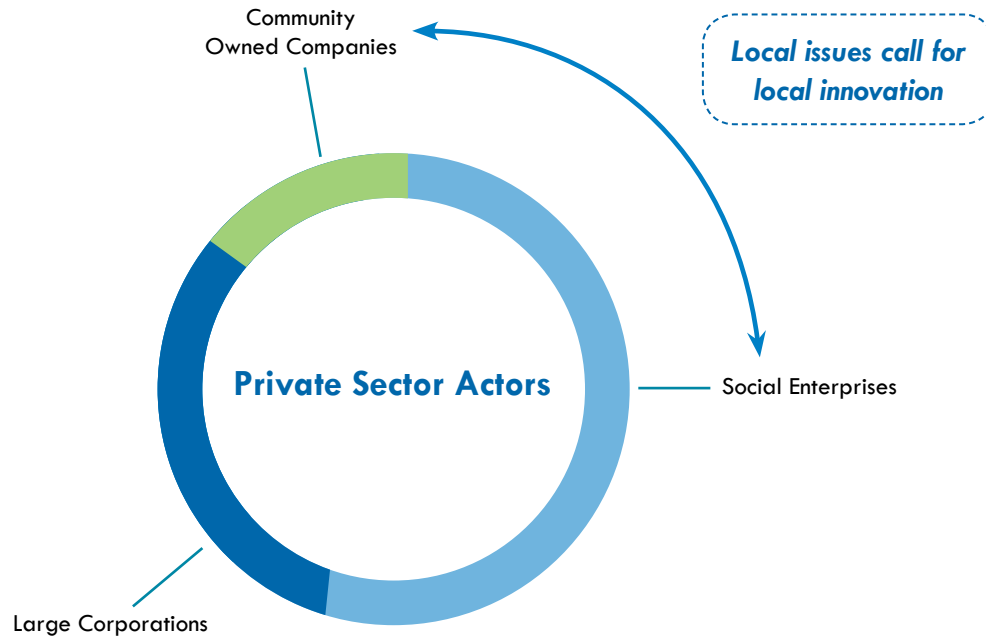 Community
Owned Companies
Local issues call for
local innovation
Private Sector Actors
Social Enterprises
Large Corporations